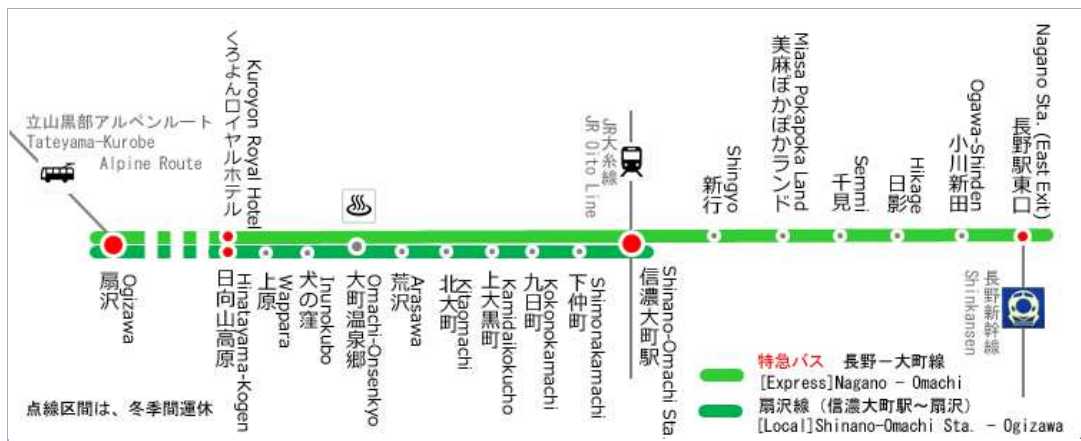 立山黒部アルペンルート
Tateyama-Kurobe
Alpine Route
くろよんロイヤルホテル
Kuroyon Royal Hotel
JR大糸線
JR Oito Line
新行
Shingyo
美麻ぽかぽかランド
Miasa Pokapoka Land
千見
Semmi
日影
Hikage
小川新田
Ogawa-Shinden
長野駅東口
Nagano Sta. (East Exit)
扇沢
Ogizawa
日向山高原
Hinatayama-Kogen
上原
Wappara
犬の窪
Inunokubo
大町温泉郷
Omachi-Onsenkyo
荒沢
Arasawa
北大町
Kitaomachi
上大黒町
Kamidaikokucho
九日町
Kokonokamachi
下仲町
Shimonakamachi
信濃大町駅
Shinano-Omachi Sta.
長野新幹線
Shinkansen
特急バス 長野ー大町線
[Express]Nagano - Omachi
扇沢線 (信濃大町駅～扇沢)
[Local]Shinano-Omachi Sta. - Ogizawa
点線区間は、冬季間運休